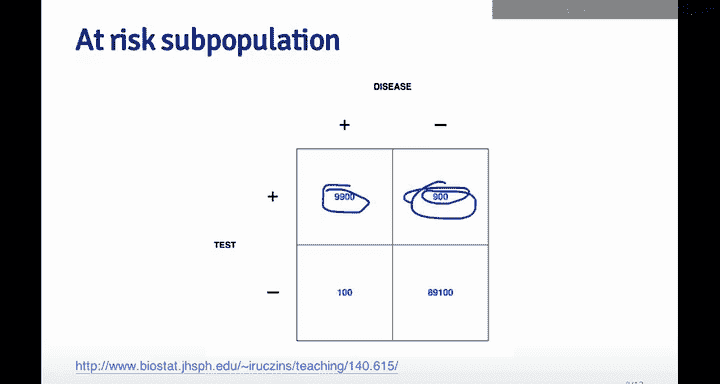 At risk subpopulation
DISEASE
+ −
+ 9900 900
TEST
− 100 89100
http://www.biostat.jhsph.edu/~iruczins/teaching/140.615/